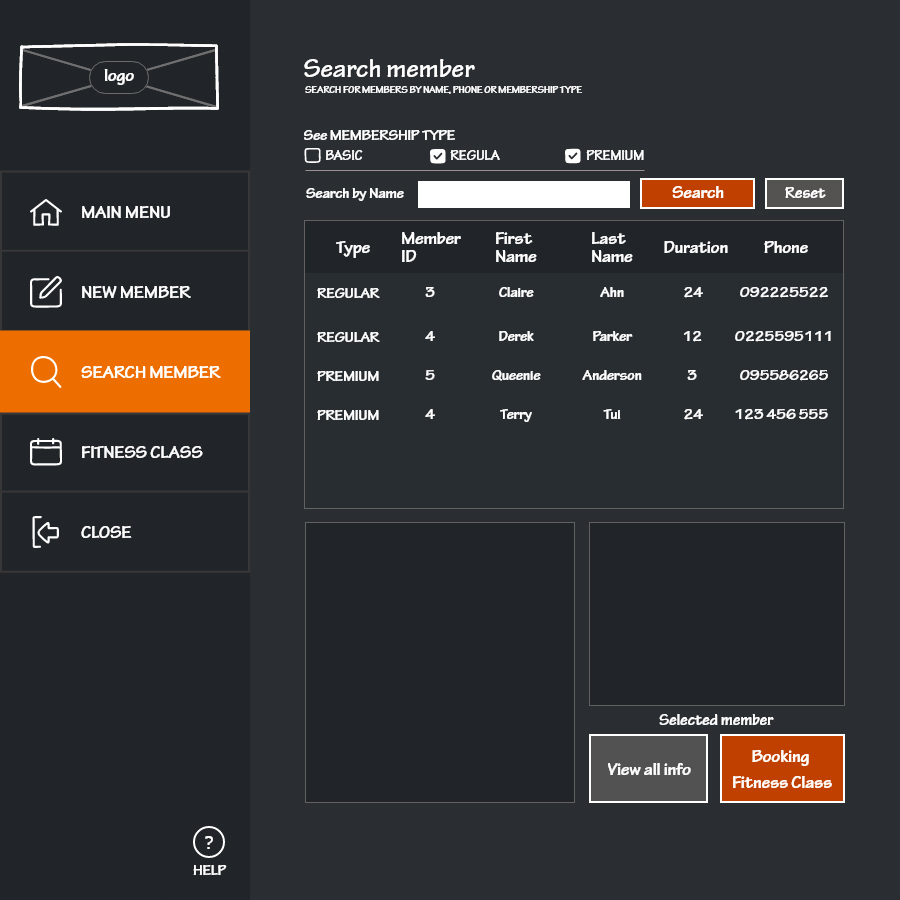 logo
MAIN MENU
NEW MEMBER
SEARCH MEMBER
FITNESS CLASS
CLOSE
?
HELP
Search member
SEARCH FOR MEMBERS BY NAME, PHONE OR MEMBERSHIP TYPE
See MEMBERSHIP TYPE
BASIC REGULA PREMIUM
Search by Name Search Reset
Type Member ID First Name Last Name Duration Phone
REGULAR 3 Claire Ahn 24 092225522
REGULAR 4 Derek Parker 12 0225595111
PREMIUM 5 Queenie Anderson 3 095586265
PREMIUM 4 Terry Tui 24 123 456 555
Selected member
View all info
Booking
Fitness Class